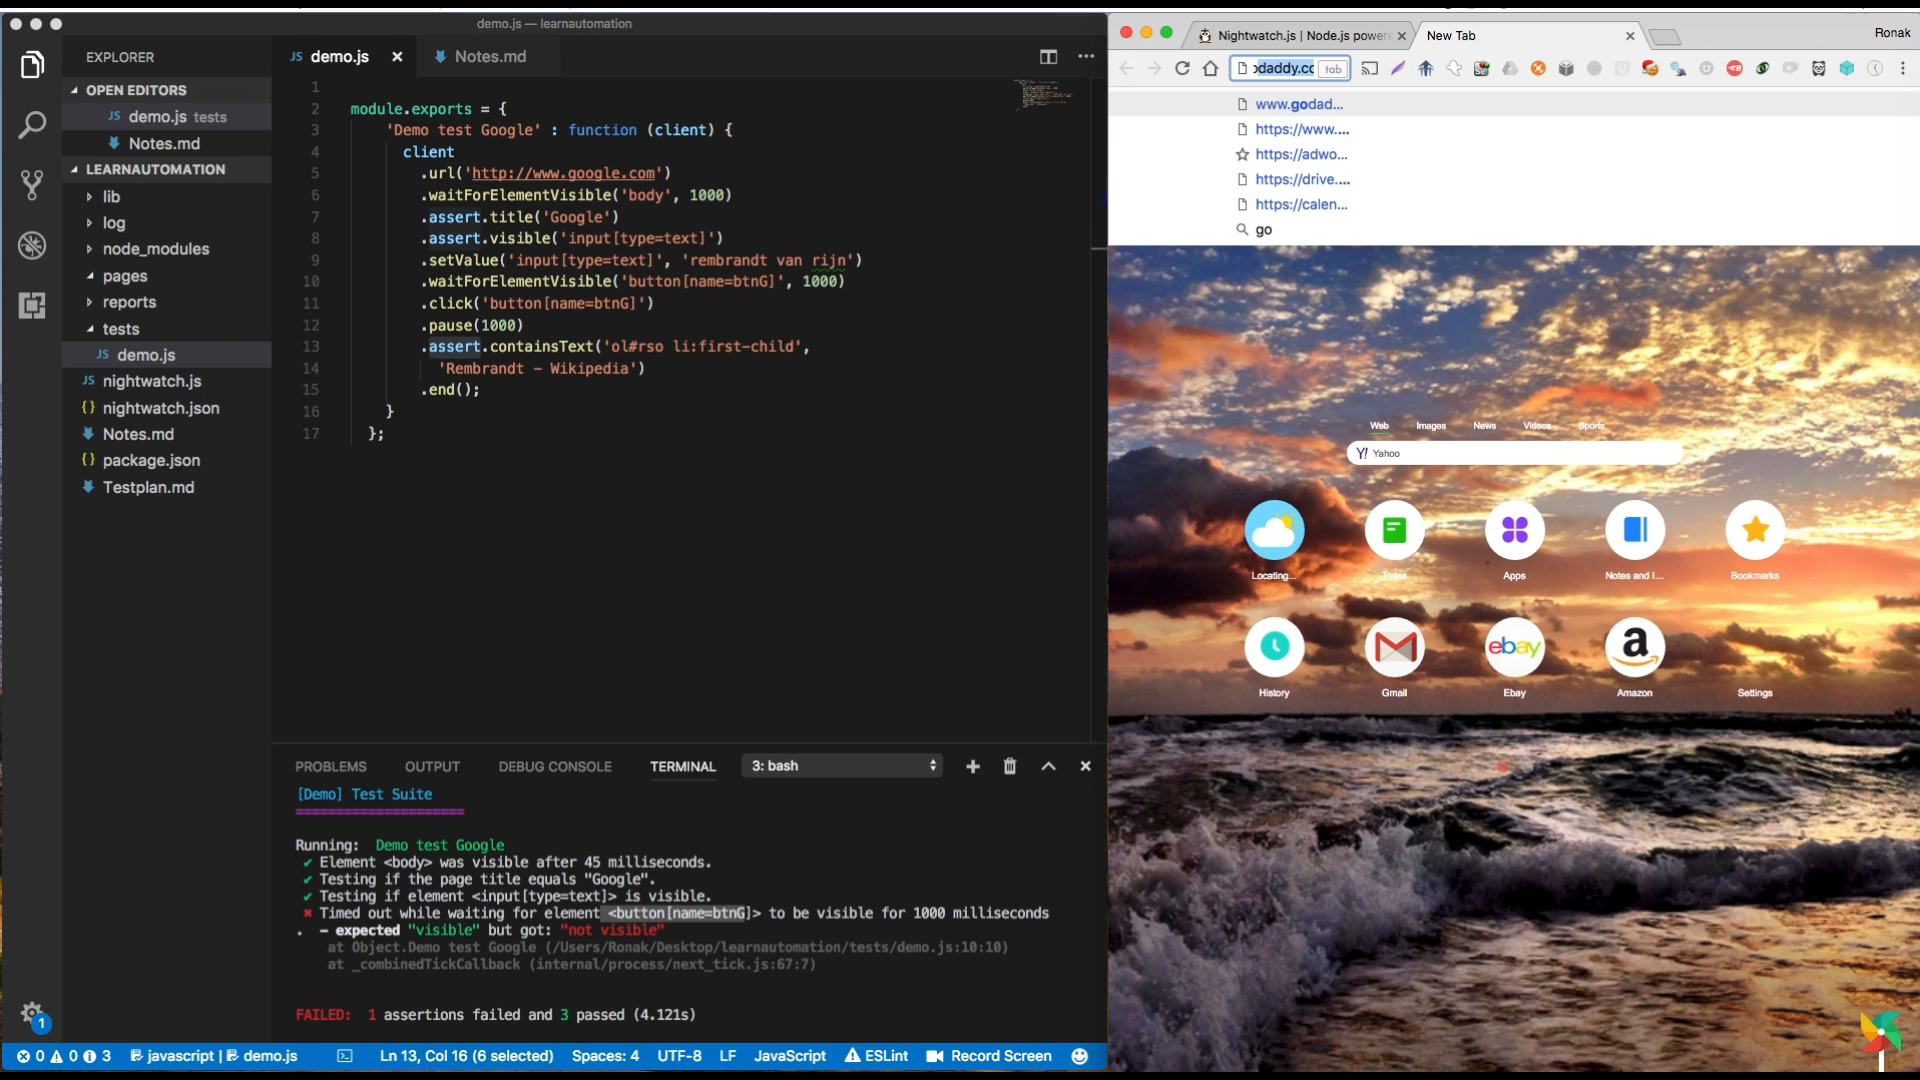 demo.js — learnautomation
EXPLORER
OPEN EDITORS
JS demo.js tests
Notes.md
LEARNAUTOMATION
lib
log
node_modules
pages
reports
tests
JS demo.js
JS nightwatch.js
{} nightwatch.json
Notes.md
{} package.json
Testplan.md
1
JS demo.js
Notes.md
1
2 module.exports = {
3 'Demo test Google' : function (client) {
4 client
5 .url('http://www.google.com')
6 .waitForElementVisible('body', 1000)
7 .assert.title('Google')
8 .assert.visible('input[type=text]')
9 .setValue('input[type=text]', 'rembrandt van rijn')
10 .waitForElementVisible('button[name=btnG]', 1000)
11 .click('button[name=btnG]')
12 .pause(1000)
13 .assert.containsText('ol#rso li:first-child',
14 'Rembrandt - Wikipedia')
15 .end();
16 }
17 };
PROBLEMS OUTPUT DEBUG CONSOLE TERMINAL 3: bash
[Demo] Test Suite
=====================
Running: Demo test Google
✔ Element <body> was visible after 45 milliseconds.
✔ Testing if the page title equals "Google".
✔ Testing if element <input[type=text]> is visible.
✖ Timed out while waiting for element <button[name=btnG]> to be visible for 1000 milliseconds
. - expected "visible" but got: "not visible"
at Object.Demo test Google (/Users/Ronak/Desktop/learnautomation/tests/demo.js:10:10)
at _combinedTickCallback (internal/process/next_tick.js:67:7)
FAILED: 1 assertions failed and 3 passed (4.121s)
0 0 3 javascript | demo.js Ln 13, Col 16 (6 selected) Spaces: 4 UTF-8 LF JavaScript ESLint Record Screen
Nightwatch.js | Node.js power
New Tab
Ronak
odaddy.co tab
www.godad...
https://www....
https://adwo...
https://drive....
https://calen...
go
Web Images News Videos Sports
Y! Yahoo
Locating... Todos Apps Notes and l... Bookmarks
ebay a
History Gmail Ebay Amazon Settings